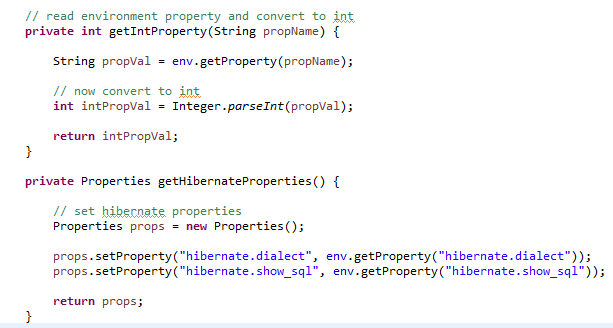 // read environment property and convert to int
private int getIntProperty(String propName) {
String propVal = env.getProperty(propName);
// now convert to int
int intPropVal = Integer.parseInt(propVal);
return intPropVal;
}
private Properties getHibernateProperties() {
// set hibernate properties
Properties props = new Properties();
props.setProperty("hibernate.dialect", env.getProperty("hibernate.dialect"));
props.setProperty("hibernate.show_sql", env.getProperty("hibernate.show_sql"));
return props;
}